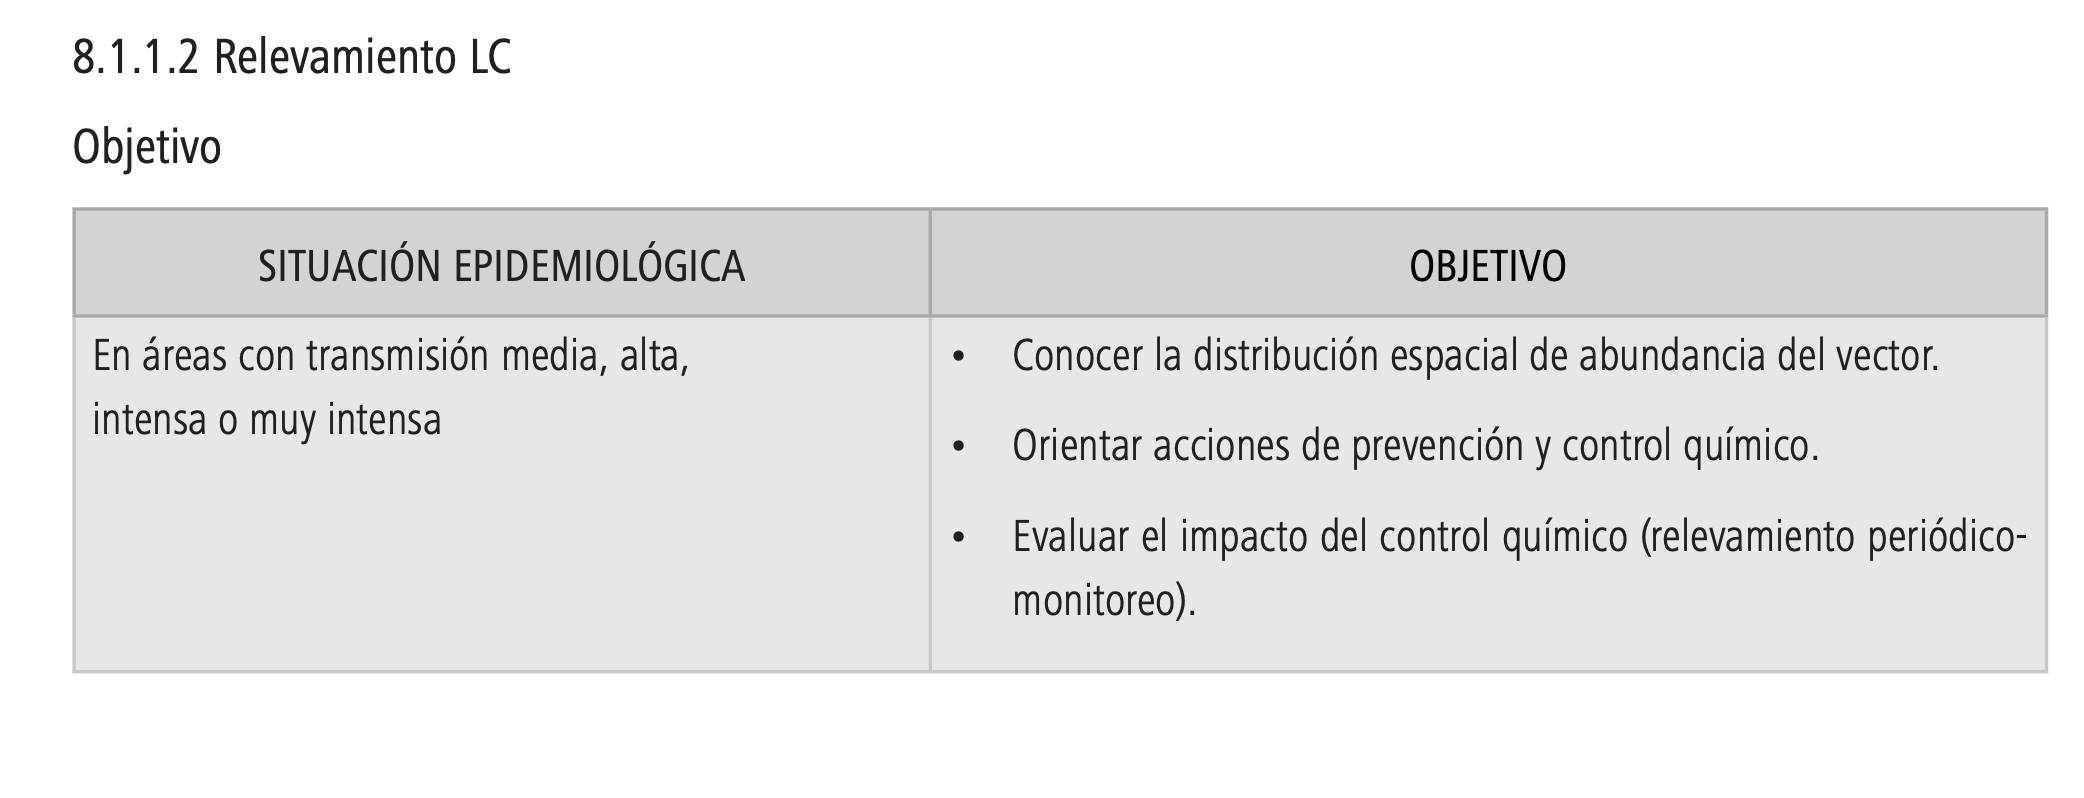 8.1.1.2 Relevamiento LC
Objetivo
SITUACIÓN EPIDEMIOLÓGICA
OBJETIVO
En áreas con transmisión media, alta,
intensa o muy intensa
• Conocer la distribución espacial de abundancia del vector.
• Orientar acciones de prevención y control químico.
• Evaluar el impacto del control químico (relevamiento periódico-
monitoreo).